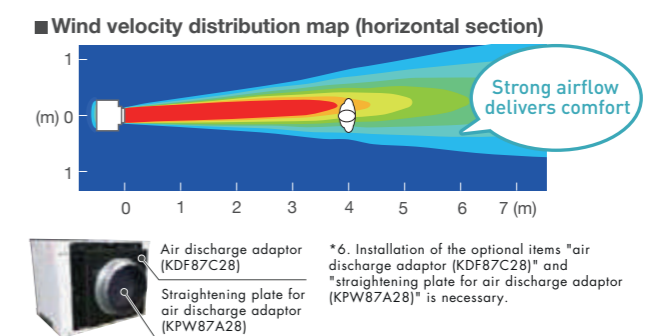 ■Wind velocity distribution map (horizontal section)
1
(m) 0
1
Strong airflow
delivers comfort
0 1 2 3 4 5 6 7 (m)
Air discharge adaptor
(KDF87C28)
Straightening plate for
air discharge adaptor
(KPW87A28)
*6. Installation of the optional items "air
discharge adaptor (KDF87C28)" and
"straightening plate for air discharge adaptor
(KPW87A28)" is necessary.